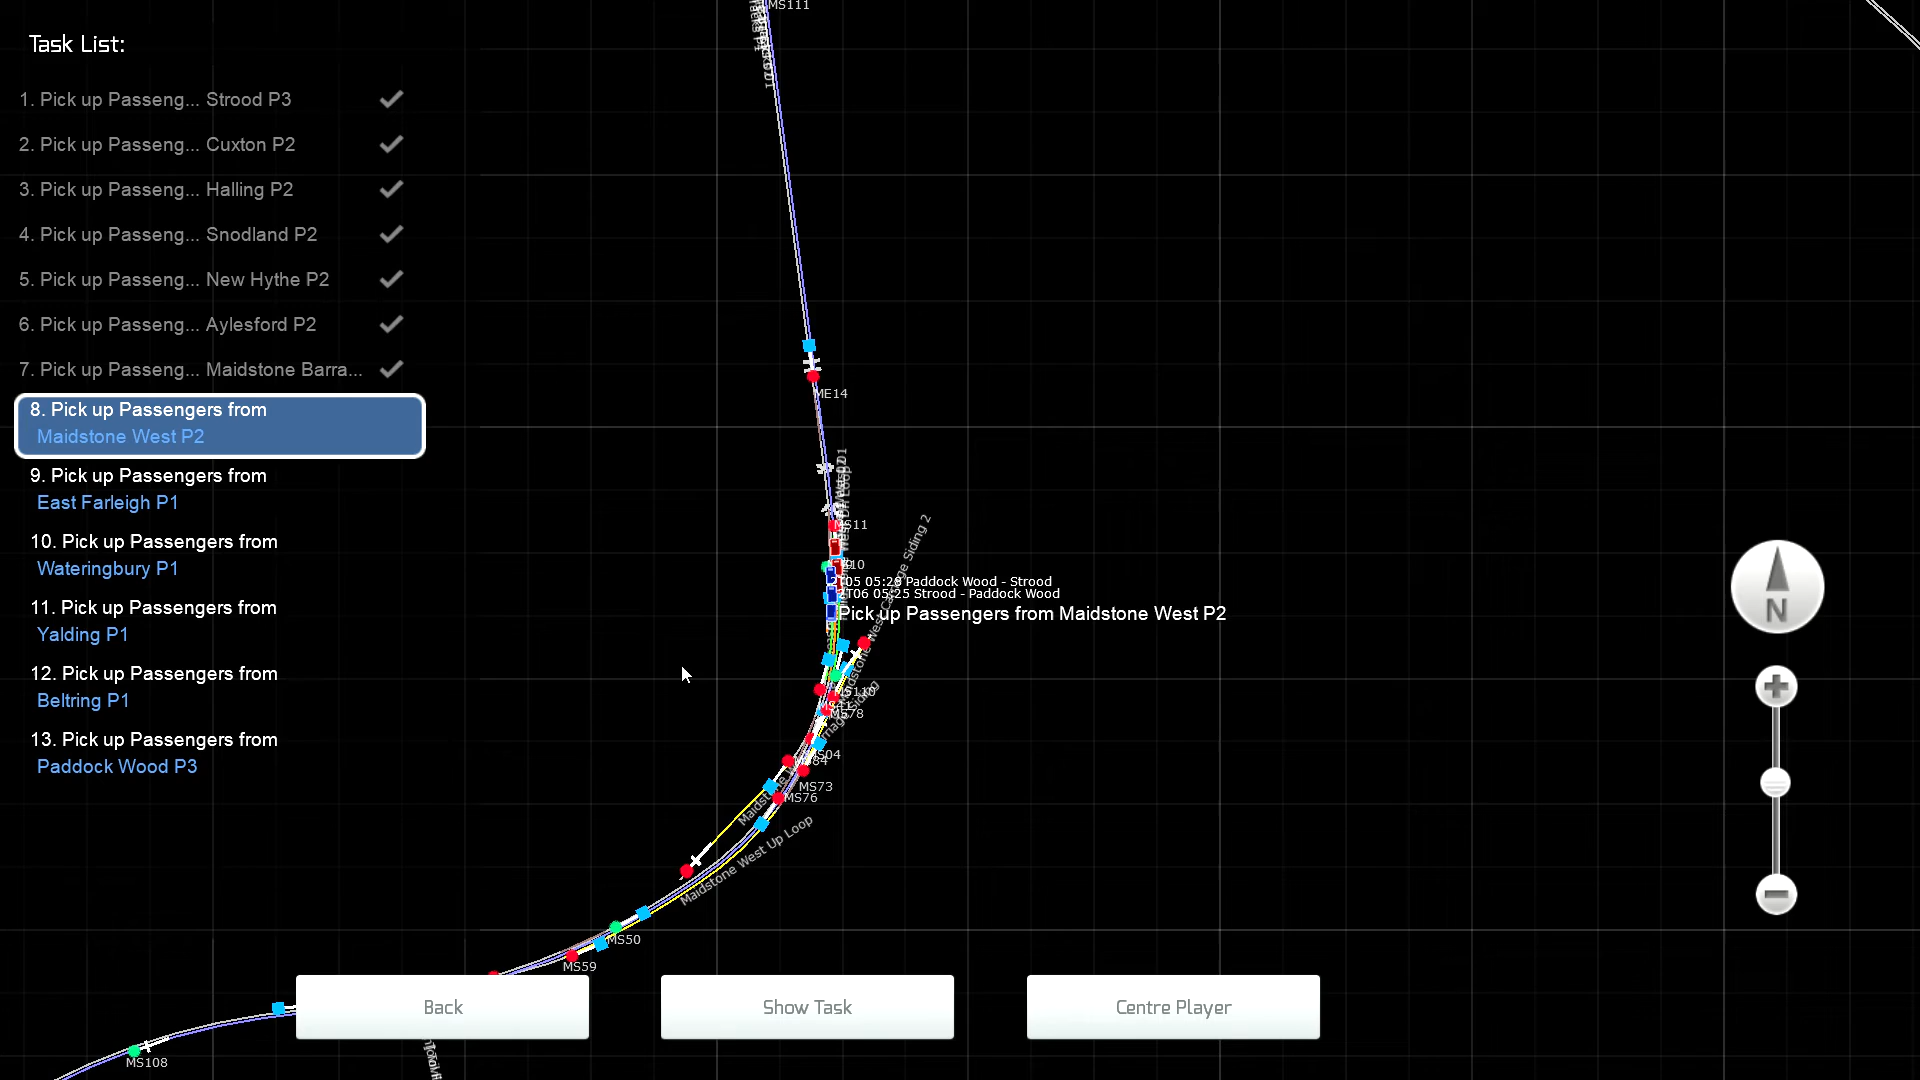 MS111
Task List:
1. Pick up Passeng... Strood P3
2. Pick up Passeng... Cuxton P2
3. Pick up Passeng... Halling P2
4. Pick up Passeng... Snodland P2
5. Pick up Passeng... New Hythe P2
6. Pick up Passeng... Aylesford P2
7. Pick up Passeng... Maidstone Barra...
8. Pick up Passengers from
Maidstone West P2
9. Pick up Passengers from
East Farleigh P1
10. Pick up Passengers from
Wateringbury P1
11. Pick up Passengers from
Yalding P1
12. Pick up Passengers from
Beltring P1
13. Pick up Passengers from
Paddock Wood P3
ME14
MS11
2T05 05:28 Paddock Wood - Strood
2T06 05:25 Strood - Paddock Wood
Pick up Passengers from Maidstone West P2
MS110
MS78
MS04
MS73
MS76
Maidstone West Up Loop
MS50
MS59
MS108
N
Back
Show Task
Centre Player